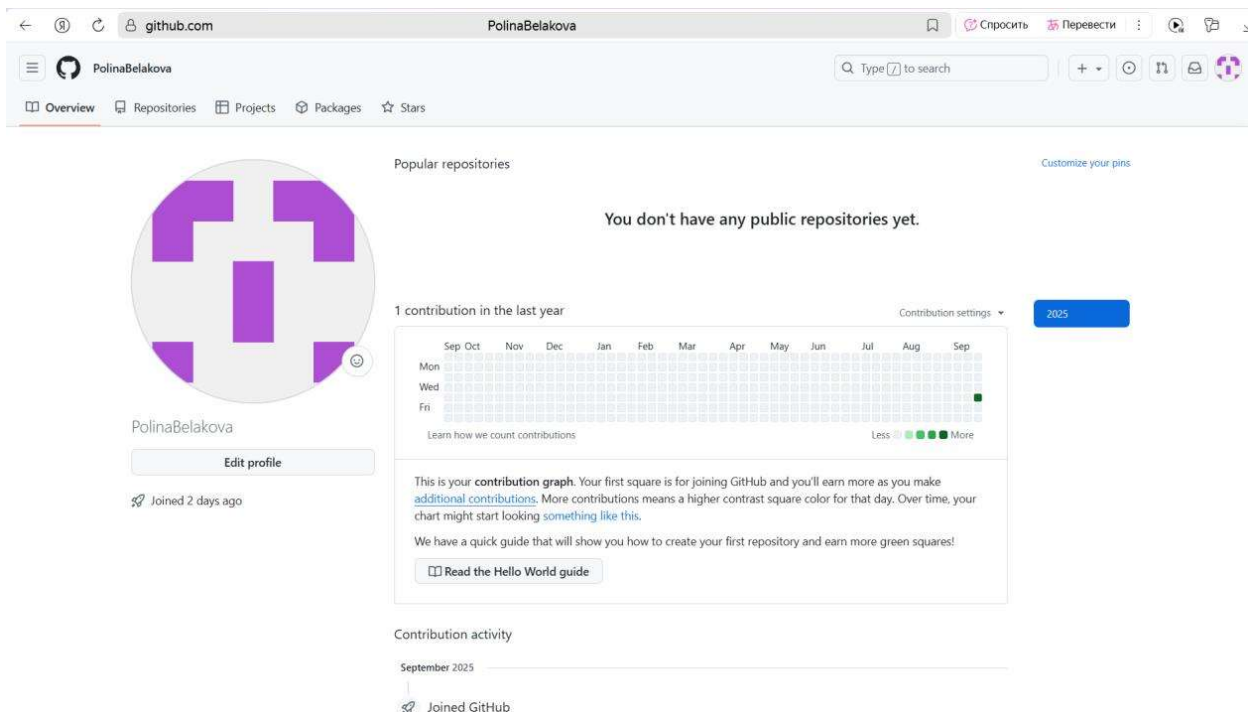 github.com PolinaBelakova Спросить Перевести
PolinaBelakova Type / to search
Overview Repositories Projects Packages Stars
Popular repositories Customize your pins
You don't have any public repositories yet.
1 contribution in the last year Contribution settings 2025
Sep Oct Nov Dec Jan Feb Mar Apr May Jun Jul Aug Sep
Mon
Wed
Fri
Learn how we count contributions Less More
PolinaBelakova
Edit profile
Joined 2 days ago
This is your contribution graph. Your first square is for joining GitHub and you'll earn more as you make
additional contributions. More contributions means a higher contrast square color for that day. Over time, your
chart might start looking something like this.
We have a quick guide that will show you how to create your first repository and earn more green squares!
Read the Hello World guide
Contribution activity
September 2025
Joined GitHub